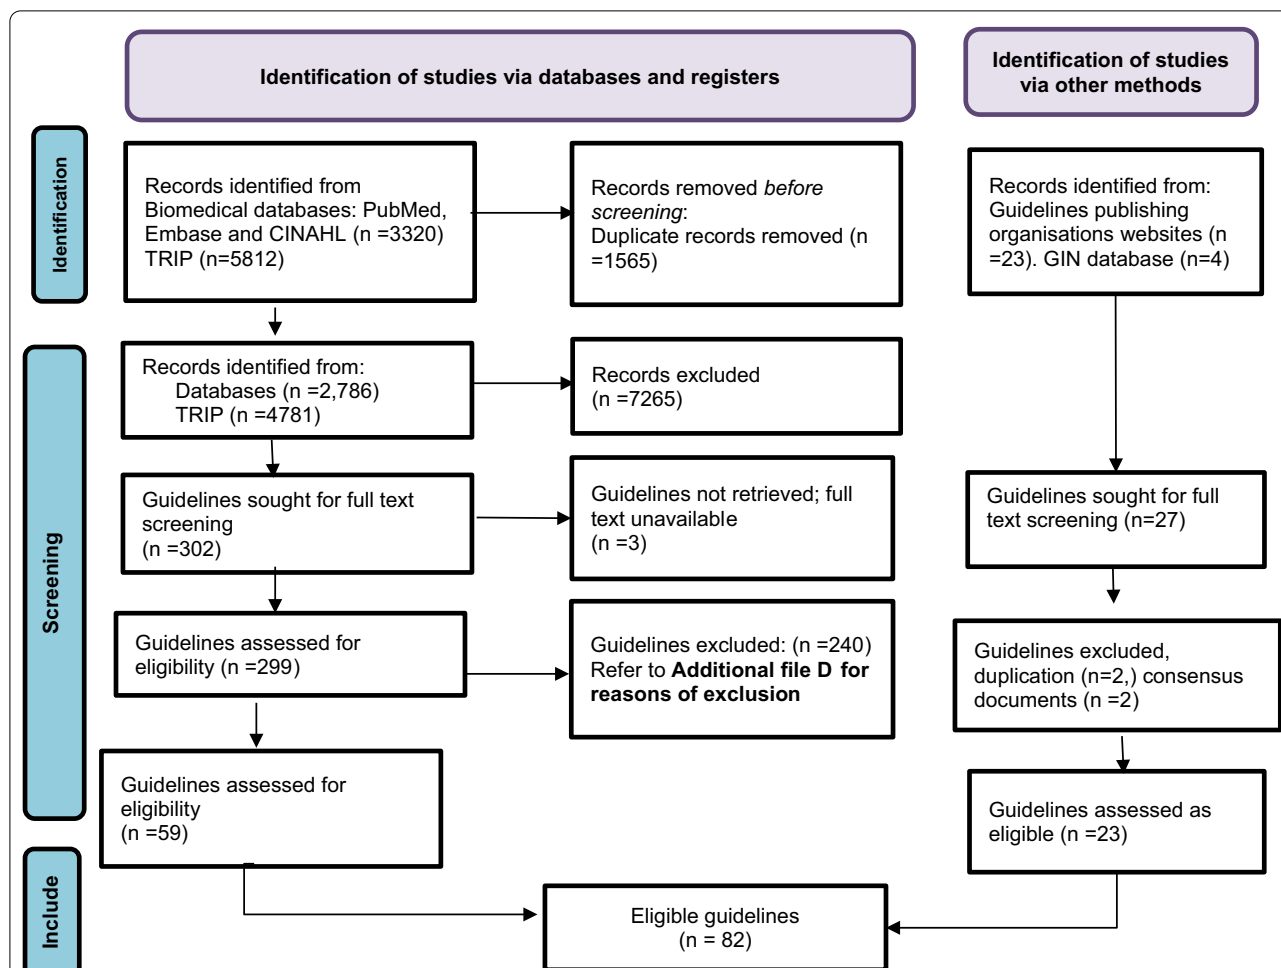 Identification of studies via databases and registers
Identification of studies
via other methods
Identification
Records identified from
Biomedical databases: PubMed,
Embase and CINAHL (n =3320)
TRIP (n=5812)
Records removed before
screening:
Duplicate records removed (n
=1565)
Records identified from:
Guidelines publishing
organisations websites (n
=23). GIN database (n=4)
Screening
Records identified from:
Databases (n =2,786)
TRIP (n =4781)
Records excluded
(n =7265)
Guidelines sought for full text
screening
(n =302)
Guidelines not retrieved; full
text unavailable
(n =3)
Guidelines sought for full
text screening (n=27)
Guidelines assessed for
eligibility (n =299)
Guidelines excluded: (n =240)
Refer to Additional file D for
reasons of exclusion
Guidelines excluded,
duplication (n=2,) consensus
documents (n =2)
Guidelines assessed for
eligibility
(n =59)
Guidelines assessed as
eligible (n =23)
Include
Eligible guidelines
(n = 82)